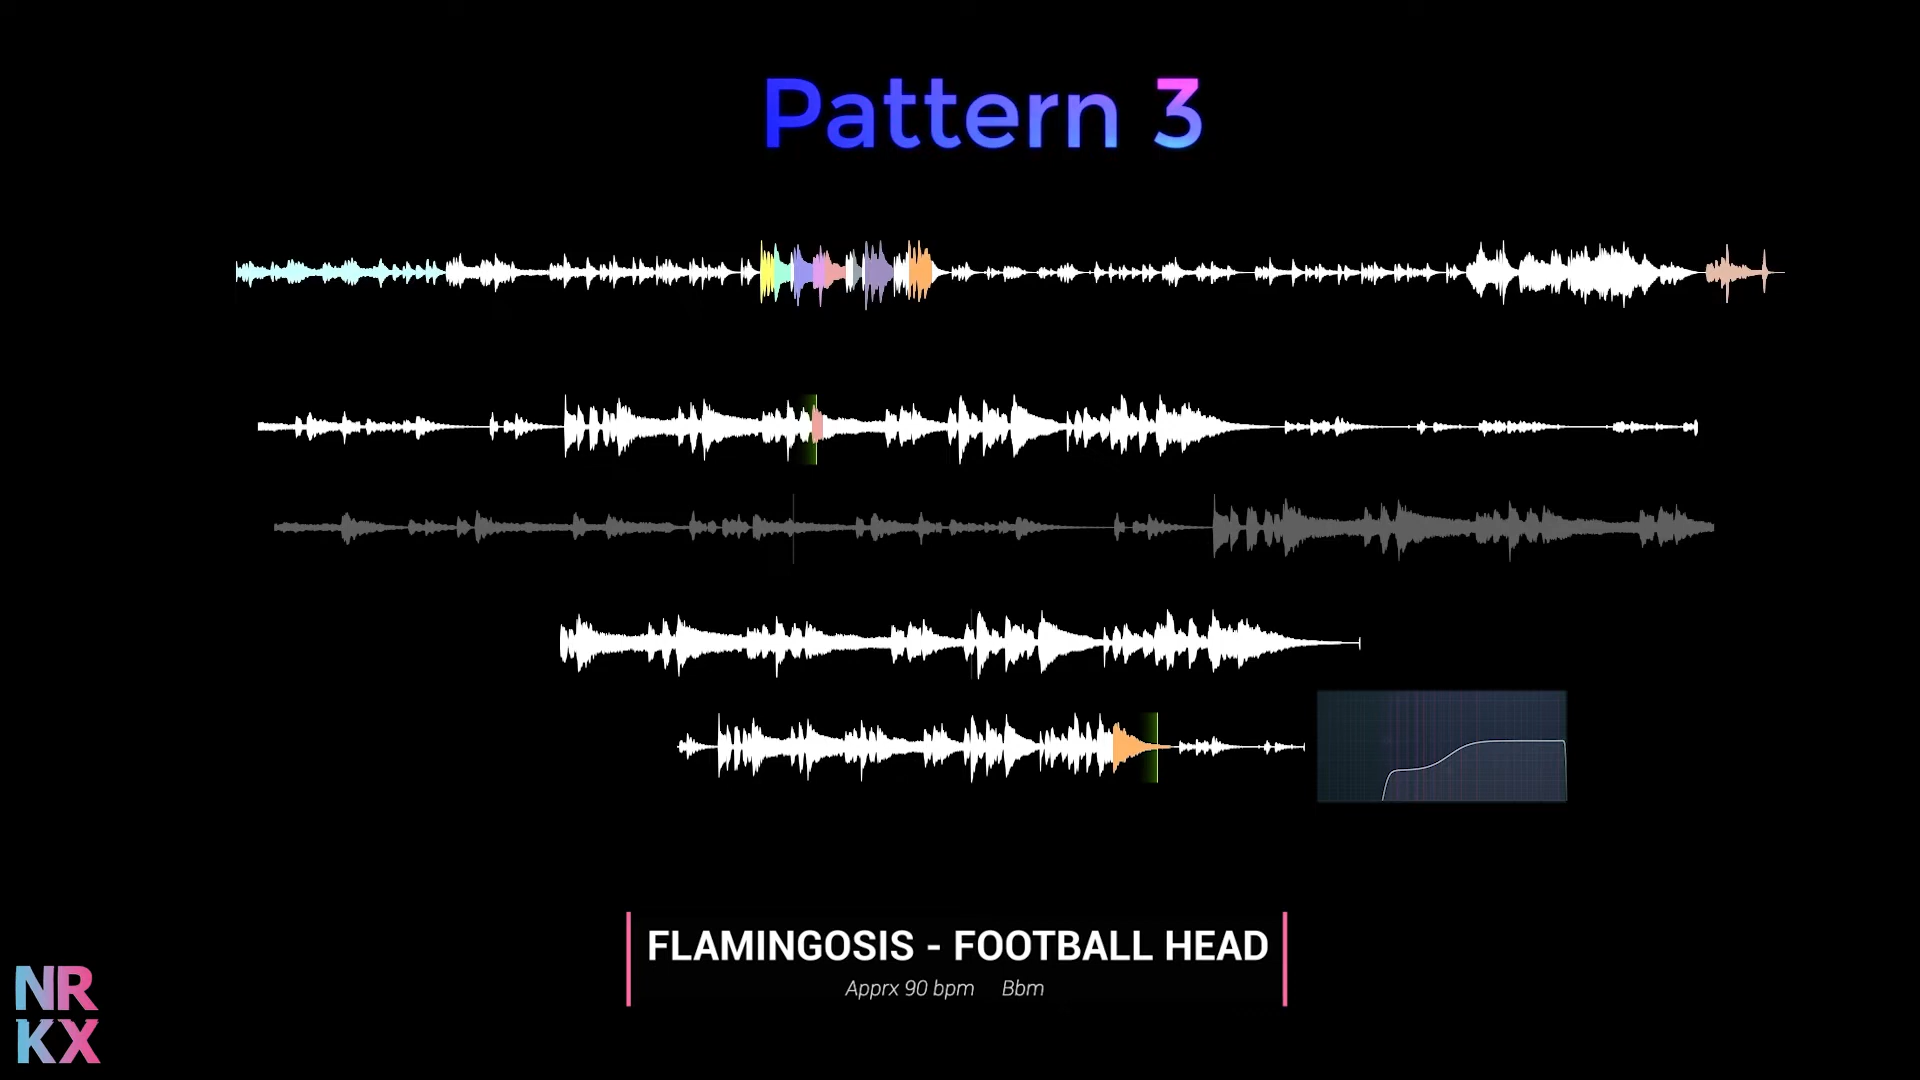 Pattern 3
FLAMINGOSIS - FOOTBALL HEAD
Apprx 90 bpm Bbm
NR
KX